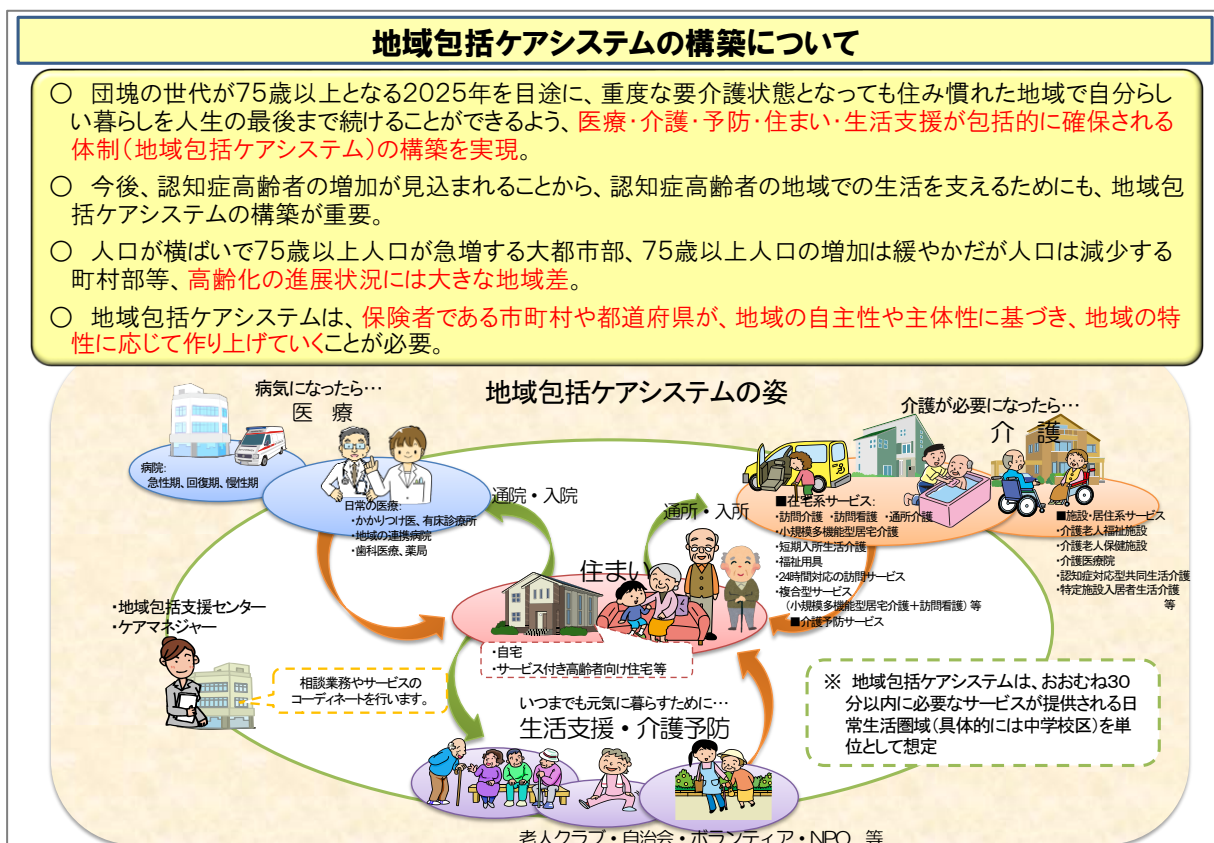 地域包括ケアシステムの構築について
○ 団塊の世代が75歳以上となる2025年を目途に、重度な要介護状態となっても住み慣れた地域で自分らし
い暮らしを人生の最後まで続けることができるよう、医療・介護・予防・住まい・生活支援が包括的に確保される
体制(地域包括ケアシステム)の構築を実現。
○ 今後、認知症高齢者の増加が見込まれることから、認知症高齢者の地域での生活を支えるためにも、地域包
括ケアシステムの構築が重要。
○ 人口が横ばいで75歳以上人口が急増する大都市部、75歳以上人口の増加は緩やかだが人口は減少する
町村部等、高齢化の進展状況には大きな地域差。
○ 地域包括ケアシステムは、保険者である市町村や都道府県が、地域の自主性や主体性に基づき、地域の特
性に応じて作り上げていくことが必要。
地域包括ケアシステムの姿
病気になったら…
医 療
病院:
急性期、回復期、慢性期
日常の医療:
・かかりつけ医、有床診療所
・地域の連携病院
・歯科医療、薬局
通院・入院
通所・入所
介護が必要になったら…
介 護
■在宅系サービス:
・訪問介護 ・訪問看護 ・通所介護
・小規模多機能型居宅介護
・短期入所生活介護
・福祉用具
・24時間対応の訪問サービス
・複合型サービス
(小規模多機能型居宅介護+訪問看護) 等
■介護予防サービス
■施設・居住系サービス
・介護老人福祉施設
・介護老人保健施設
・介護医療院
・認知症対応型共同生活介護
・特定施設入居者生活介護
等
住まい
・自宅
・サービス付き高齢者向け住宅等
・地域包括支援センター
・ケアマネジャー
相談業務やサービスの
コーディネートを行います。
いつまでも元気に暮らすために…
生活支援・介護予防
※ 地域包括ケアシステムは、おおむね30
分以内に必要なサービスが提供される日
常生活圏域(具体的には中学校区)を単
位として想定
老人クラブ・自治会・ボランティア・NPO 等